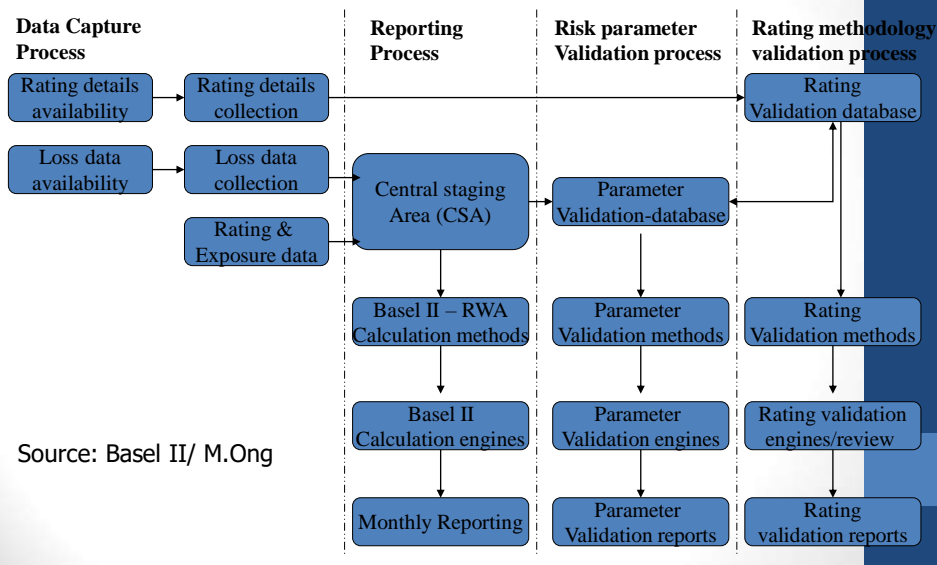 Data Capture
Process
Reporting
Process
Risk parameter
Validation process
Rating methodology
validation process
Rating details
availability
Rating details
collection
Rating
Validation database
Loss data
availability
Loss data
collection
Central staging
Area (CSA)
Parameter
Validation-database
Rating &
Exposure data
Basel II – RWA
Calculation methods
Parameter
Validation methods
Rating
Validation methods
Basel II
Calculation engines
Parameter
Validation engines
Rating validation
engines/review
Source: Basel II/ M.Ong
Monthly Reporting
Parameter
Validation reports
Rating
validation reports